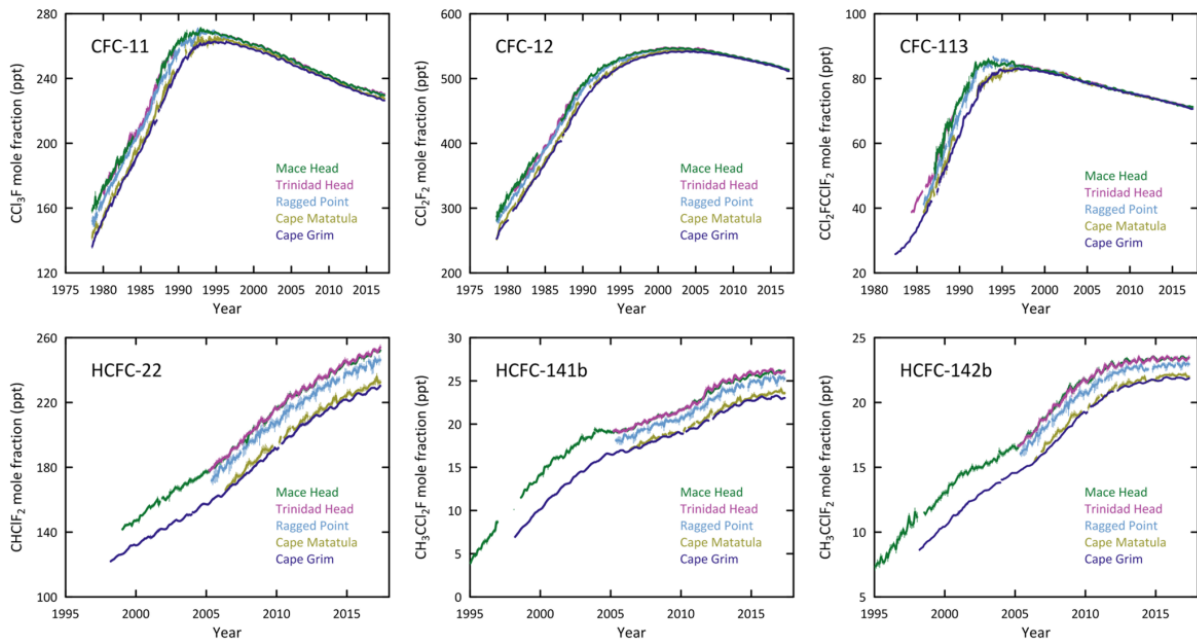 CFC-11
CCl₃F mole fraction (ppt)
280
240
200
160
120
Mace Head
Trinidad Head
Ragged Point
Cape Matatula
Cape Grim
1975 1980 1985 1990 1995 2000 2005 2010 2015
Year
CFC-12
CCl₂F₂ mole fraction (ppt)
600
500
400
300
200
Mace Head
Trinidad Head
Ragged Point
Cape Matatula
Cape Grim
1975 1980 1985 1990 1995 2000 2005 2010 2015
Year
CFC-113
CCl₂FCClF₂ mole fraction (ppt)
100
80
60
40
20
Mace Head
Trinidad Head
Ragged Point
Cape Matatula
Cape Grim
1980 1985 1990 1995 2000 2005 2010 2015
Year
HCFC-22
CHClF₂ mole fraction (ppt)
260
220
180
140
100
Mace Head
Trinidad Head
Ragged Point
Cape Matatula
Cape Grim
1995 2000 2005 2010 2015
Year
HCFC-141b
CH₃CCl₂F mole fraction (ppt)
30
25
20
15
10
5
0
Mace Head
Trinidad Head
Ragged Point
Cape Matatula
Cape Grim
1995 2000 2005 2010 2015
Year
HCFC-142b
CH₃CClF₂ mole fraction (ppt)
25
20
15
10
5
Mace Head
Trinidad Head
Ragged Point
Cape Matatula
Cape Grim
1995 2000 2005 2010 2015
Year